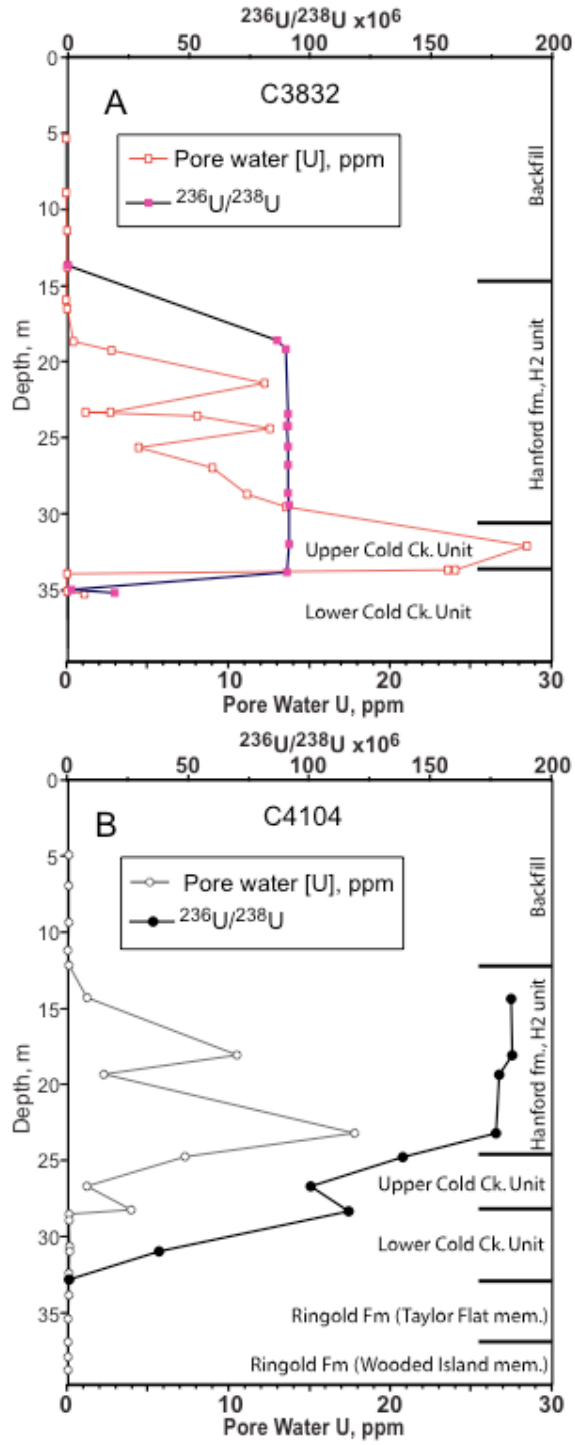 ²³⁶U/²³⁸U x10⁶
0 50 100 150 200
A
C3832
Pore water [U], ppm
²³⁶U/²³⁸U
0
5
10
15
20
25
30
35
Depth, m
Backfill
Hanford fm., H2 unit
Upper Cold Ck. Unit
Lower Cold Ck. Unit
0 10 20 30
Pore Water U, ppm
²³⁶U/²³⁸U x10⁶
0 50 100 150 200
B
C4104
Pore water [U], ppm
²³⁶U/²³⁸U
0
5
10
15
20
25
30
35
Depth, m
Backfill
Hanford fm., H2 unit
Upper Cold Ck. Unit
Lower Cold Ck. Unit
Ringold Fm (Taylor Flat mem.)
Ringold Fm (Wooded Island mem.)
0 10 20 30
Pore Water U, ppm